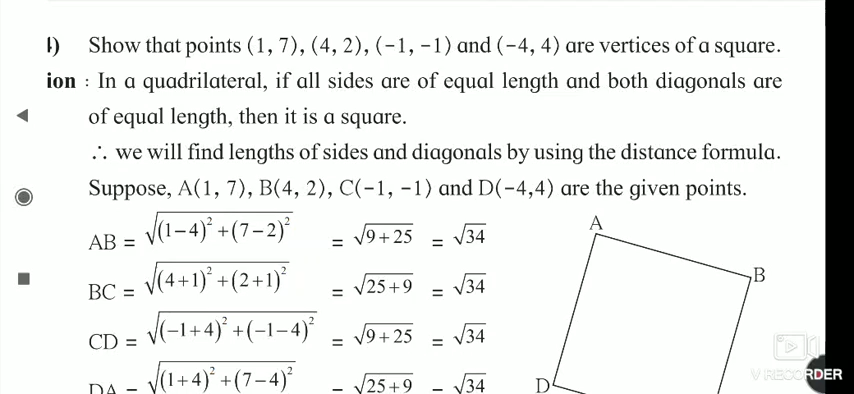 ) Show that points (1, 7), (4, 2), (−1, −1) and (−4, 4) are vertices of a square.
ion : In a quadrilateral, if all sides are of equal length and both diagonals are
of equal length, then it is a square.
∴ we will find lengths of sides and diagonals by using the distance formula.
Suppose, A(1, 7), B(4, 2), C(−1, −1) and D(−4,4) are the given points.
AB = √((1−4)² + (7−2)²) = √(9+25) = √34
BC = √((4+1)² + (2+1)²) = √(25+9) = √34
CD = √((−1+4)² + (−1−4)²) = √(9+25) = √34
DA = √((1+4)² + (7−4)²) = √(25+9) = √34
A
B
D
V RECORDER